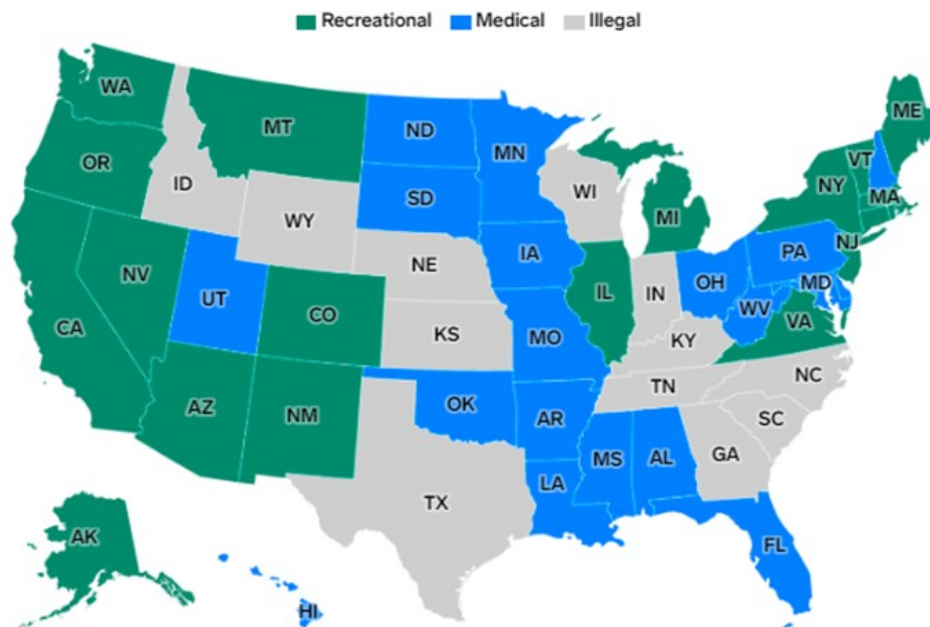 Recreational Medical Illegal
WA
MT
ND
MN
ME
VT
OR
ID
SD
WI
NY
MA
MI
WY
IA
NJ
PA
NE
NV
UT
CO
IL
IN
OH
MD
WV
VA
CA
KS
MO
KY
NC
TN
AZ
NM
OK
AR
SC
MS
AL
GA
LA
TX
AK
FL
HI